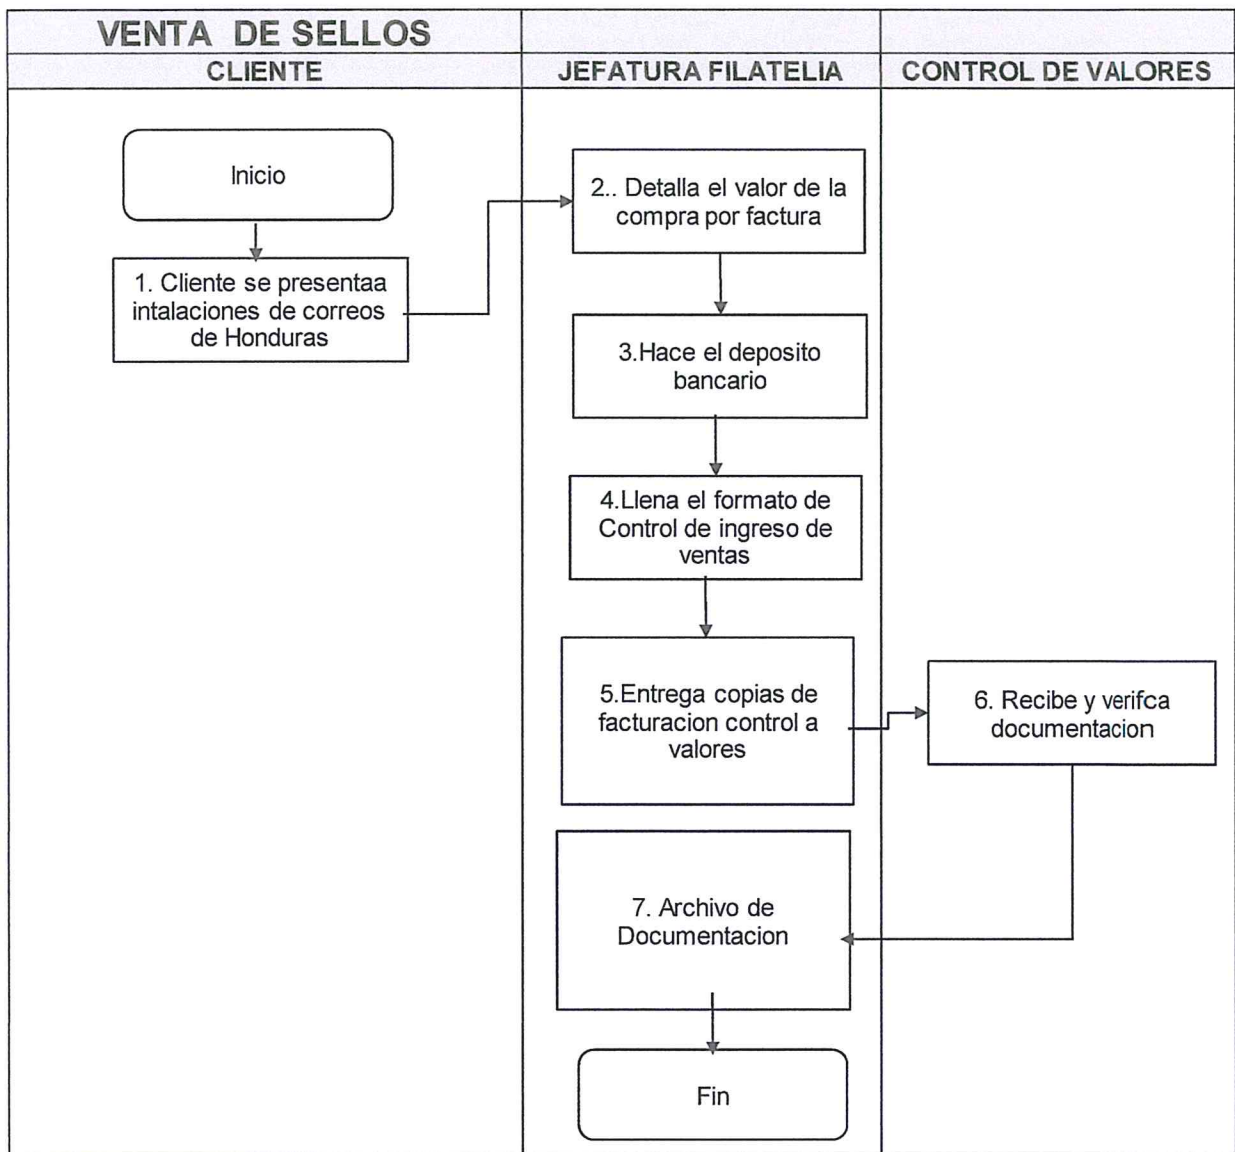 VENTA DE SELLOS
CLIENTE
JEFATURA FILATELIA
CONTROL DE VALORES
Inicio
1. Cliente se presentaa
intalaciones de correos
de Honduras
2.. Detalla el valor de la
compra por factura
3.Hace el deposito
bancario
4.Llena el formato de
Control de ingreso de
ventas
5.Entrega copias de
facturacion control a
valores
6. Recibe y verifca
documentacion
7. Archivo de
Documentacion
Fin